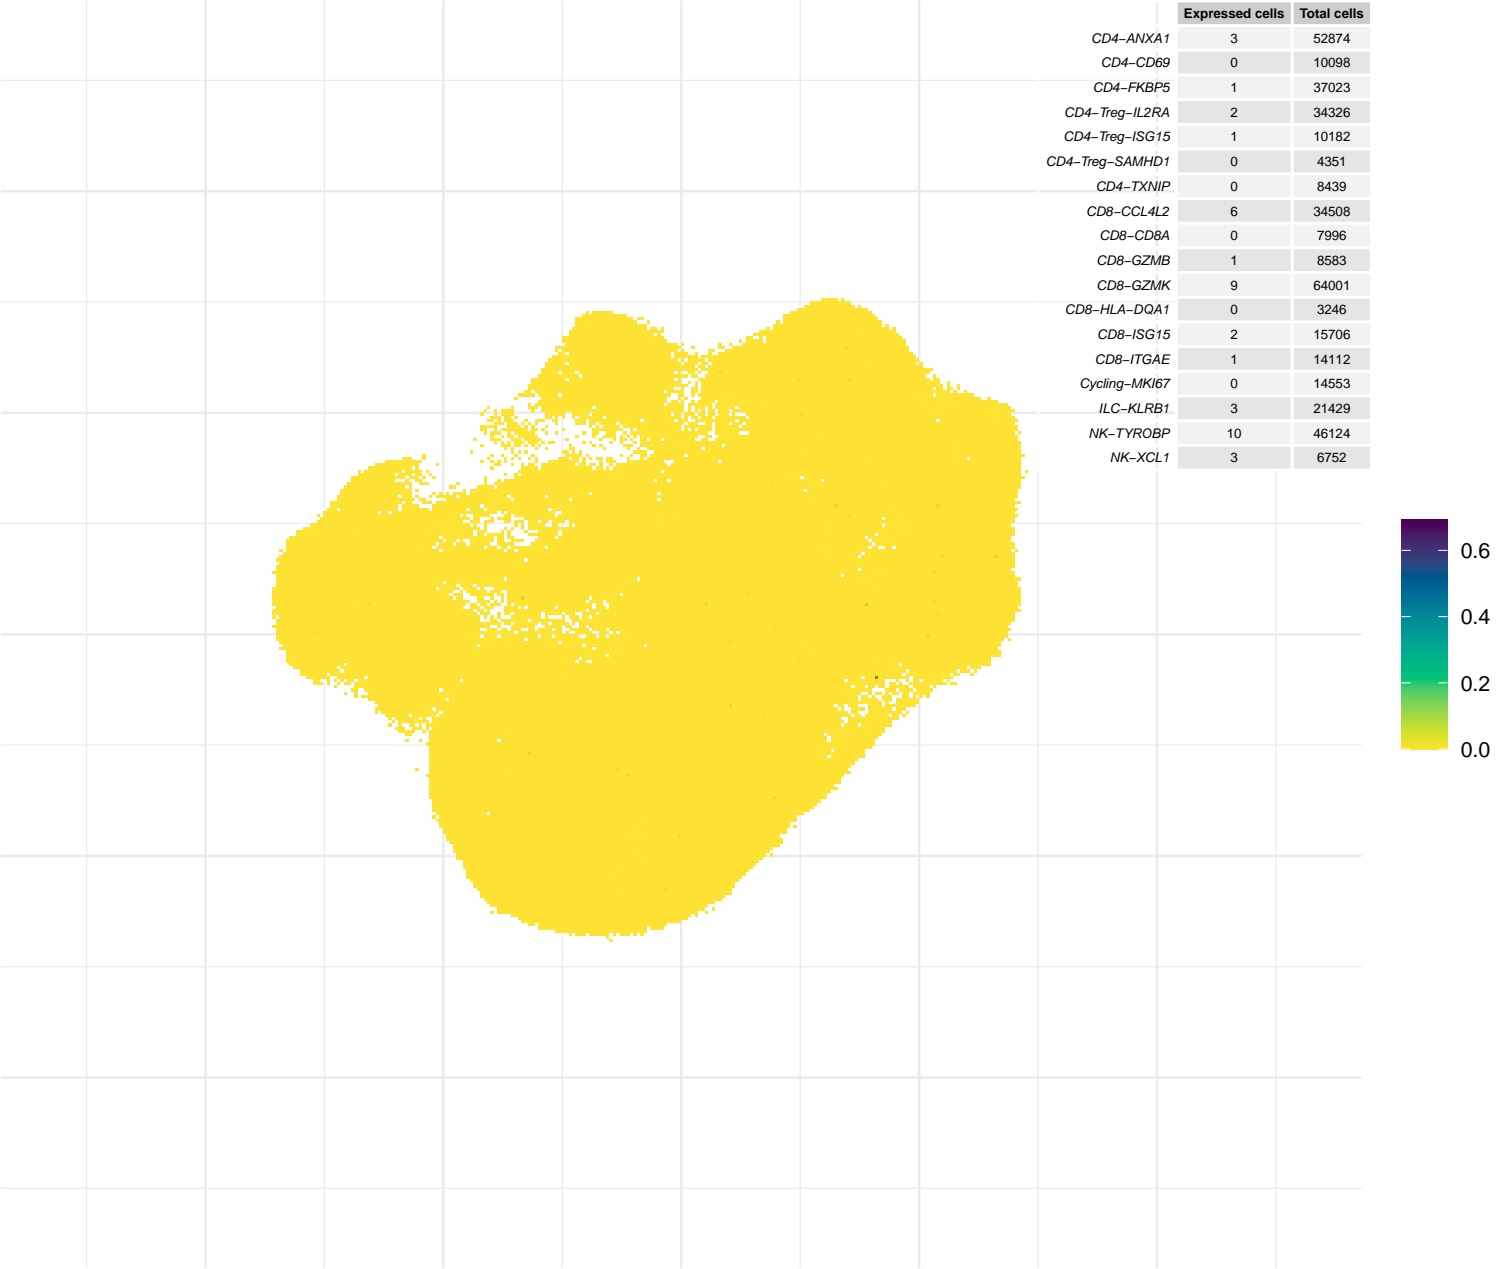 Expressed cells Total cells
CD4−ANXA1 3 52874
CD4−CD69 0 10098
CD4−FKBP5 1 37023
CD4−Treg−IL2RA 2 34326
CD4−Treg−ISG15 1 10182
CD4−Treg−SAMHD1 0 4351
CD4−TXNIP 0 8439
CD8−CCL4L2 6 34508
CD8−CD8A 0 7996
CD8−GZMB 1 8583
CD8−GZMK 9 64001
CD8−HLA−DQA1 0 3246
CD8−ISG15 2 15706
CD8−ITGAE 1 14112
Cycling−MKI67 0 14553
ILC−KLRB1 3 21429
NK−TYROBP 10 46124
NK−XCL1 3 6752
0.6
0.4
0.2
0.0